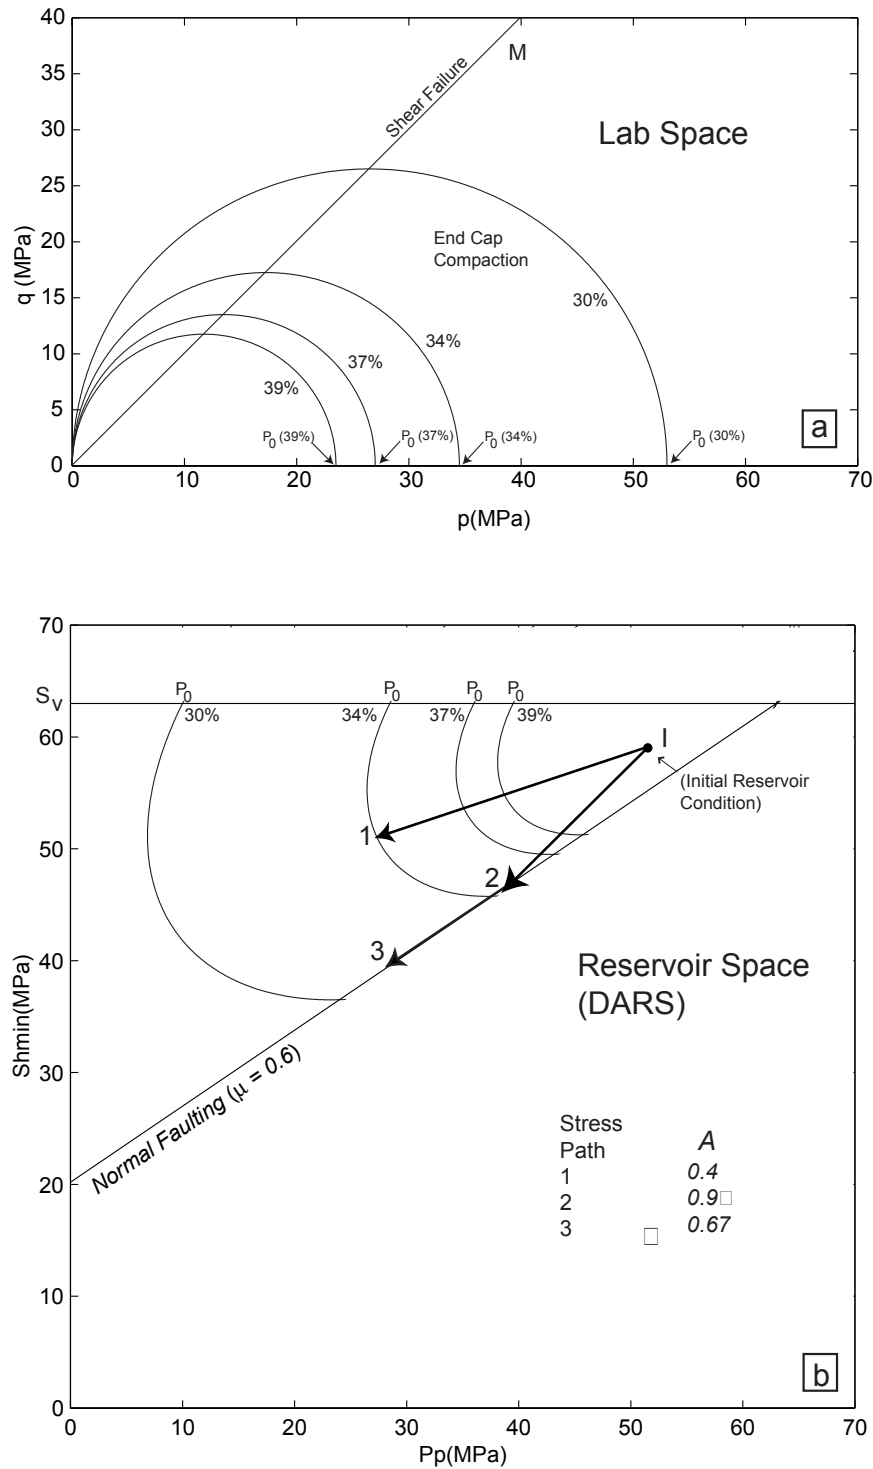 40
35
30
25
20
15
10
5
0
q (MPa)
Shear Failure
M
Lab Space
End Cap
Compaction
30%
34%
37%
39%
P0 (39%)
P0 (37%)
P0 (34%)
P0 (30%)
a
0
10
20
30
40
50
60
70
p(MPa)
70
Sv
60
50
40
30
20
10
0
Shmin(MPa)
P0
P0
P0
P0
30%
34%
37%
39%
I
(Initial Reservoir
Condition)
1
2
3
Reservoir Space
(DARS)
Normal Faulting (μ = 0.6)
Stress
Path A
1 0.4
2 0.9
3 0.67
b
0
10
20
30
40
50
60
70
Pp(MPa)